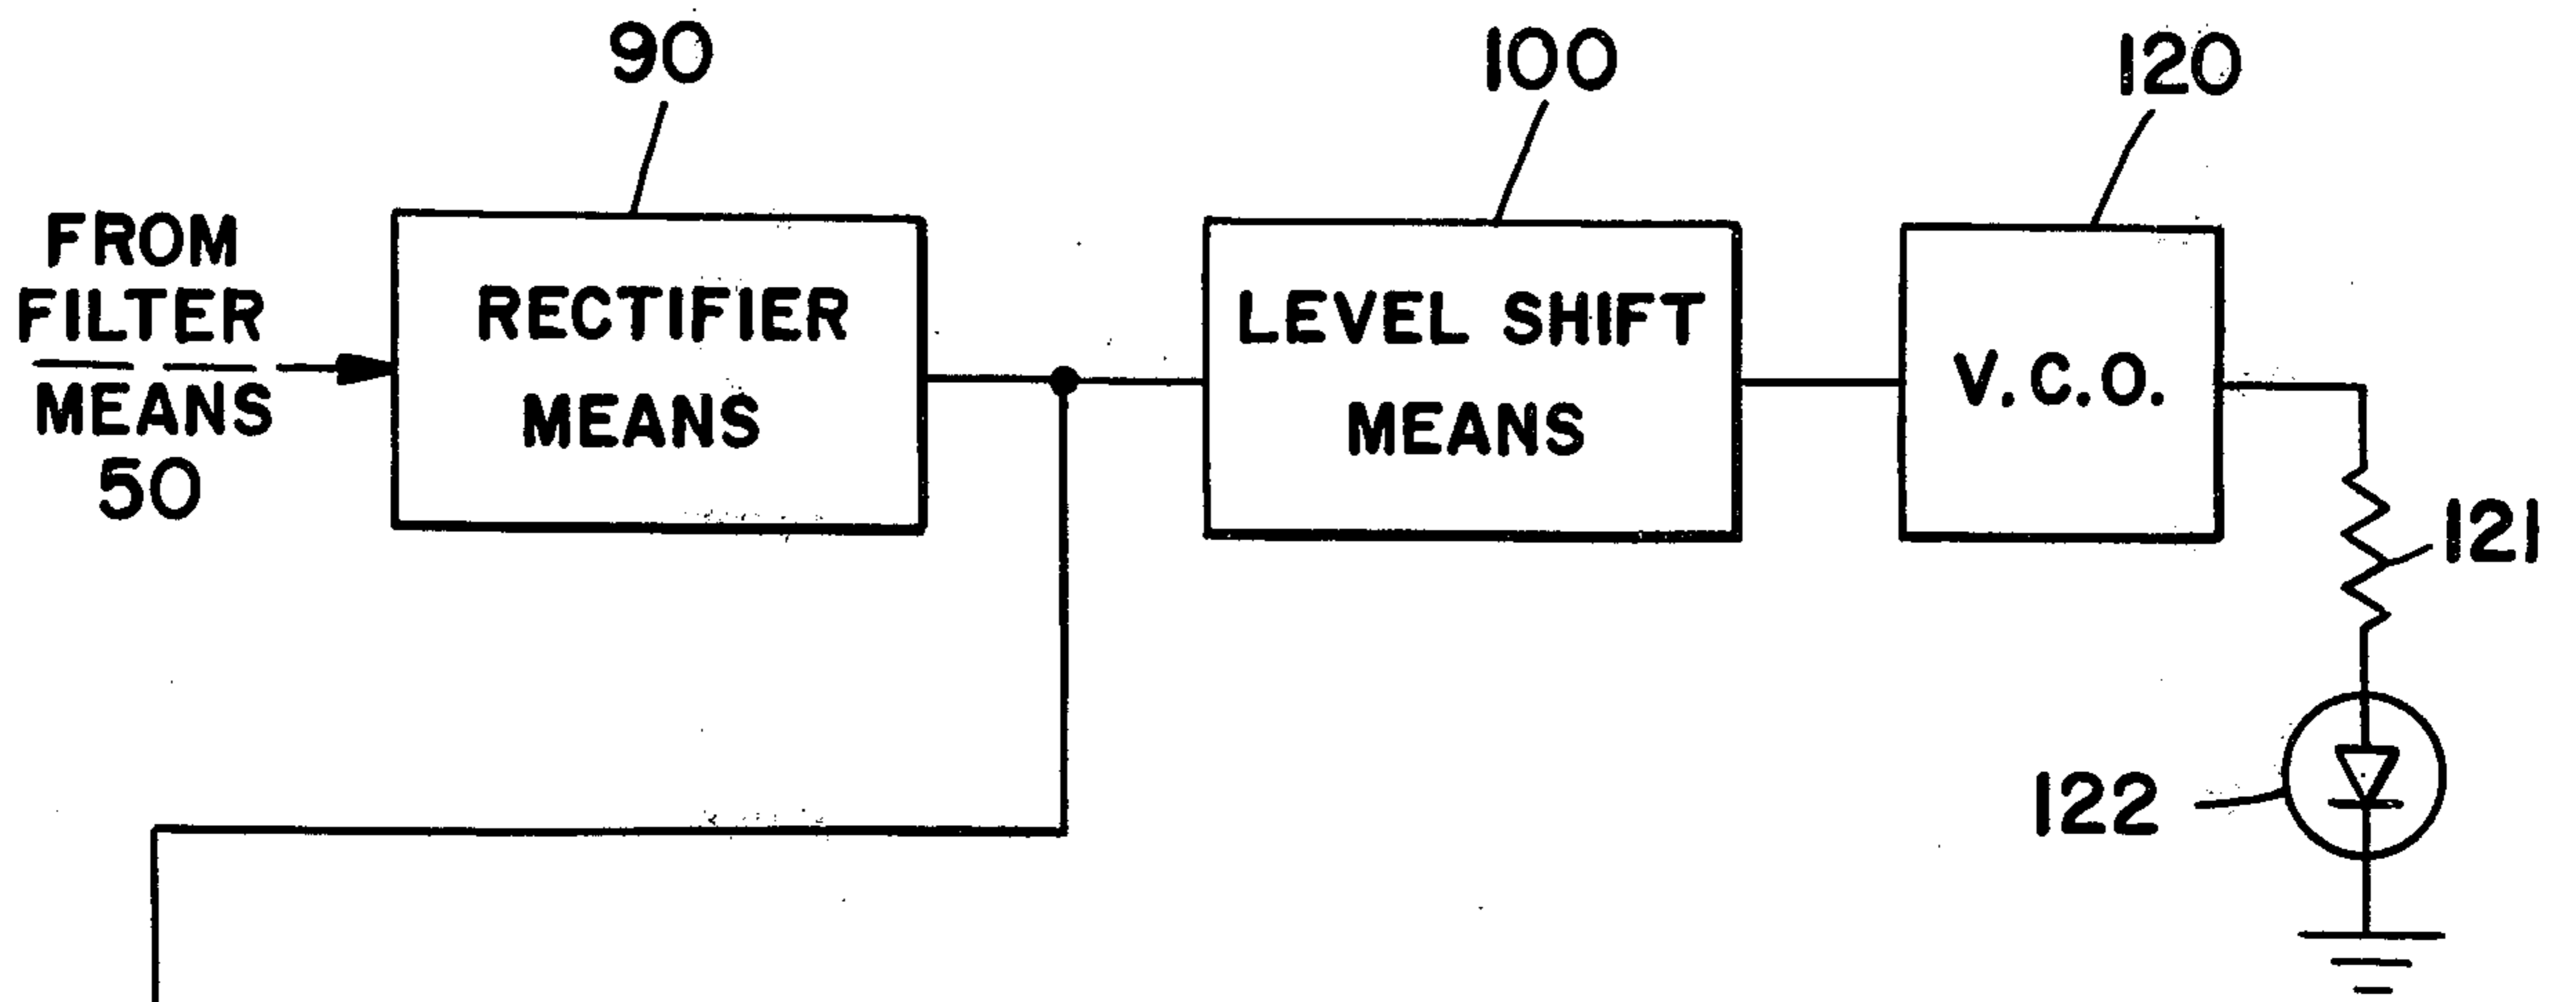 90
100
120
FROM
FILTER
MEANS
50
RECTIFIER
MEANS
LEVEL SHIFT
MEANS
V.C.O.
121
122